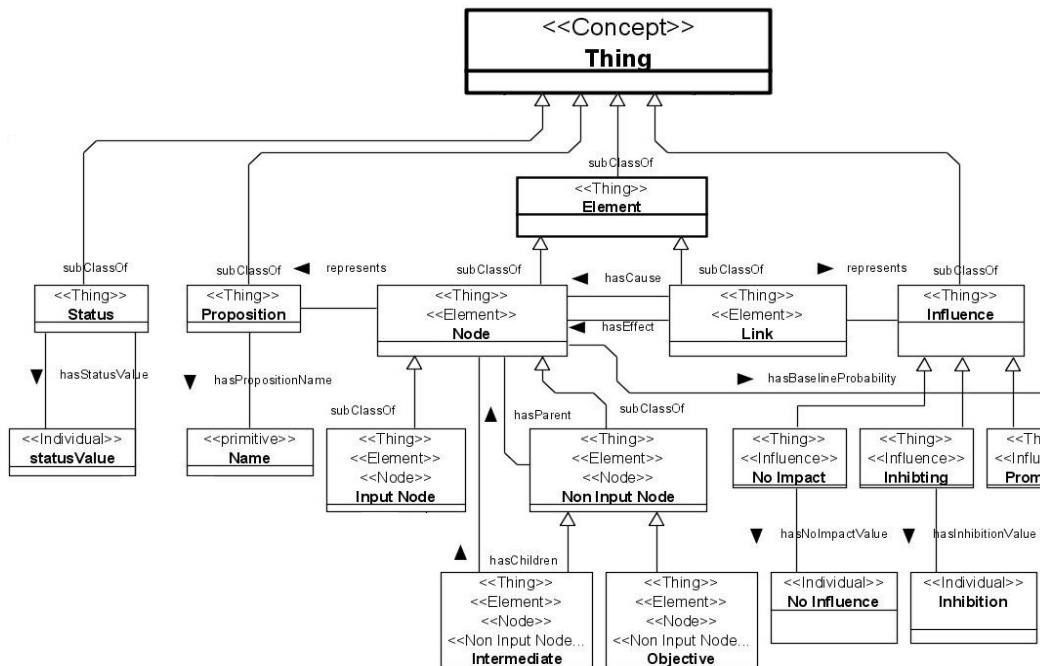 <<Concept>>
Thing
subClassOf
<<Thing>>
Element
subClassOf
represents
subClassOf
hasCause
subClassOf
represents
subClassOf
<<Thing>>
Status
<<Thing>>
Proposition
<<Thing>>
<<Element>>
Node
hasEffect
<<Thing>>
<<Element>>
Link
<<Thing>>
Influence
hasStatusValue
hasPropositionName
hasBaselineProbability
subClassOf
hasParent
subClassOf
<<Individual>>
statusValue
<<primitive>>
Name
<<Thing>>
<<Element>>
<<Node>>
Input Node
<<Thing>>
<<Element>>
<<Node>>
Non Input Node
<<Thing>>
<<Influence>>
No Impact
<<Thing>>
<<Influence>>
Inhibting
<<Th
<<Influ
Prom
hasNoImpactValue
hasInhibitionValue
hasChildren
<<Thing>>
<<Element>>
<<Node>>
<<Non Input Node...
Intermediate
<<Thing>>
<<Element>>
<<Node>>
<<Non Input Node...
Objective
<<Individual>>
No Influence
<<Individual>>
Inhibition